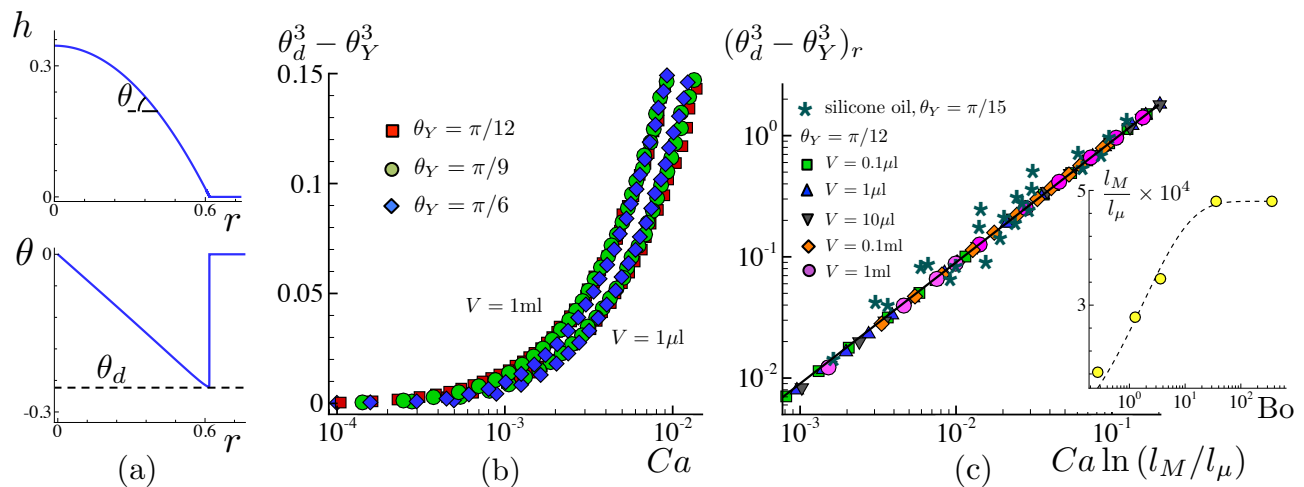 h
0.3
θ
0
0
0.6
r
θ
0
θ_d
-0.3
0
0.6
r
(a)
θ_d^3 − θ_Y^3
0.15
0.1
0.05
0
θ_Y = π/12
θ_Y = π/9
θ_Y = π/6
V = 1ml
V = 1μl
10^-4
10^-3
10^-2
Ca
(b)
(θ_d^3 − θ_Y^3)_r
10^0
10^-1
10^-2
silicone oil, θ_Y = π/15
θ_Y = π/12
V = 0.1μl
V = 1μl
V = 10μl
V = 0.1ml
V = 1ml
5
3
l_M/l_μ × 10^4
10^0
10^1
10^2
Bo
10^-3
10^-2
10^-1
Ca ln (l_M/l_μ)
(c)